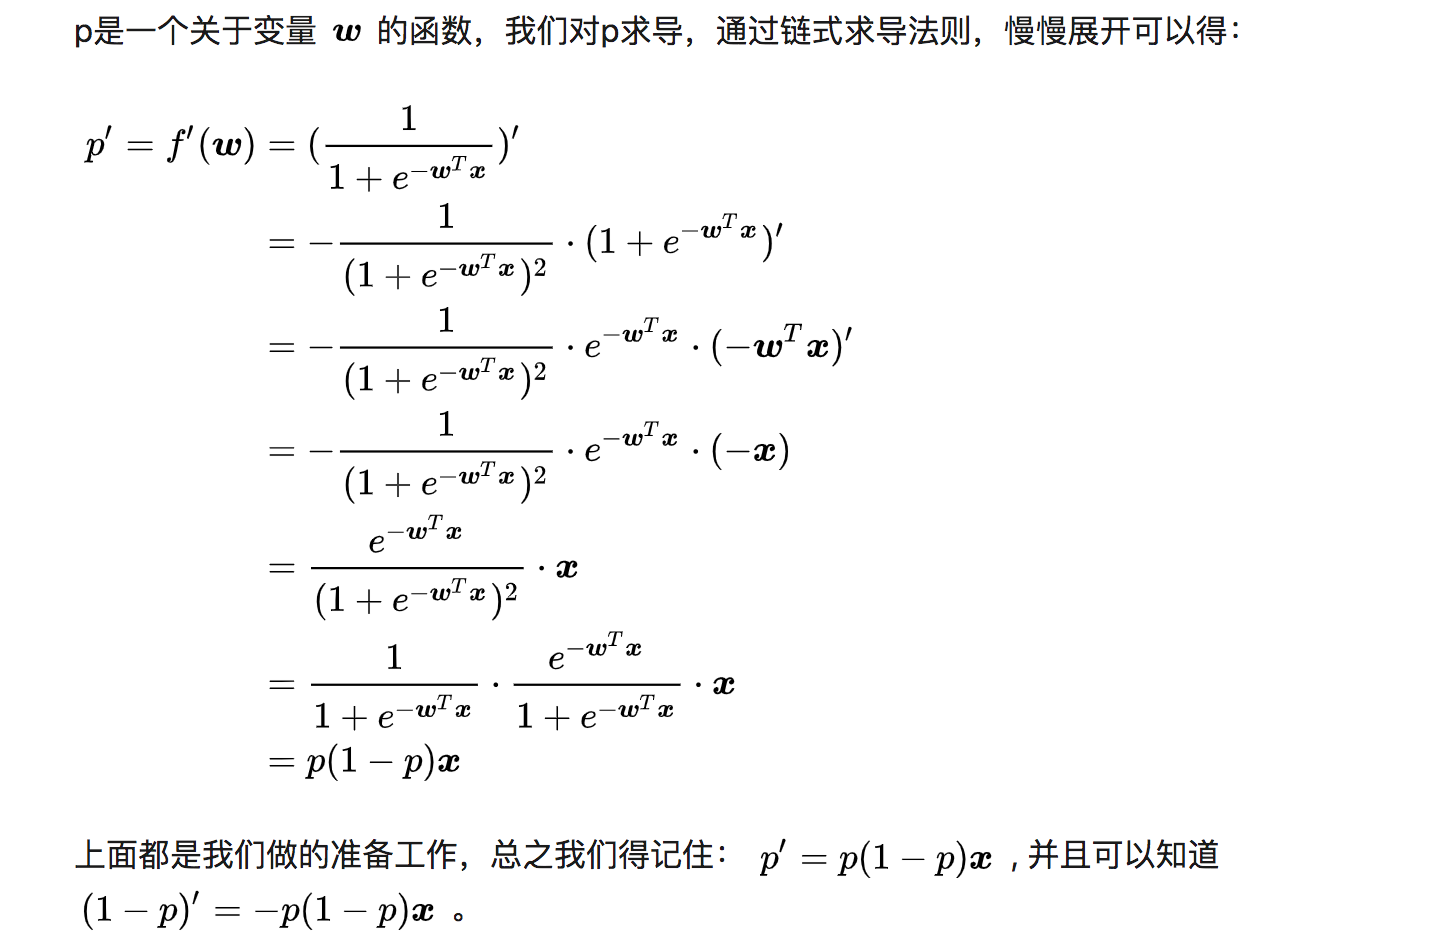 p是一个关于变量 w 的函数，我们对p求导，通过链式求导法则，慢慢展开可以得：
$p' = f'(\boldsymbol{w}) = (\frac{1}{1+e^{-\boldsymbol{w}^T\boldsymbol{x}}})'$
$= -\frac{1}{(1+e^{-\boldsymbol{w}^T\boldsymbol{x}})^2} \cdot (1+e^{-\boldsymbol{w}^T\boldsymbol{x}})'$
$= -\frac{1}{(1+e^{-\boldsymbol{w}^T\boldsymbol{x}})^2} \cdot e^{-\boldsymbol{w}^T\boldsymbol{x}} \cdot (-\boldsymbol{w}^T\boldsymbol{x})'$
$= -\frac{1}{(1+e^{-\boldsymbol{w}^T\boldsymbol{x}})^2} \cdot e^{-\boldsymbol{w}^T\boldsymbol{x}} \cdot (-\boldsymbol{x})$
$= \frac{e^{-\boldsymbol{w}^T\boldsymbol{x}}}{(1+e^{-\boldsymbol{w}^T\boldsymbol{x}})^2} \cdot \boldsymbol{x}$
$= \frac{1}{1+e^{-\boldsymbol{w}^T\boldsymbol{x}}} \cdot \frac{e^{-\boldsymbol{w}^T\boldsymbol{x}}}{1+e^{-\boldsymbol{w}^T\boldsymbol{x}}} \cdot \boldsymbol{x}$
$= p(1-p)\boldsymbol{x}$
上面都是我们做的准备工作，总之我们得记住： $p' = p(1-p)\boldsymbol{x}$ , 并且可以知道
$(1-p)' = -p(1-p)\boldsymbol{x}$ 。